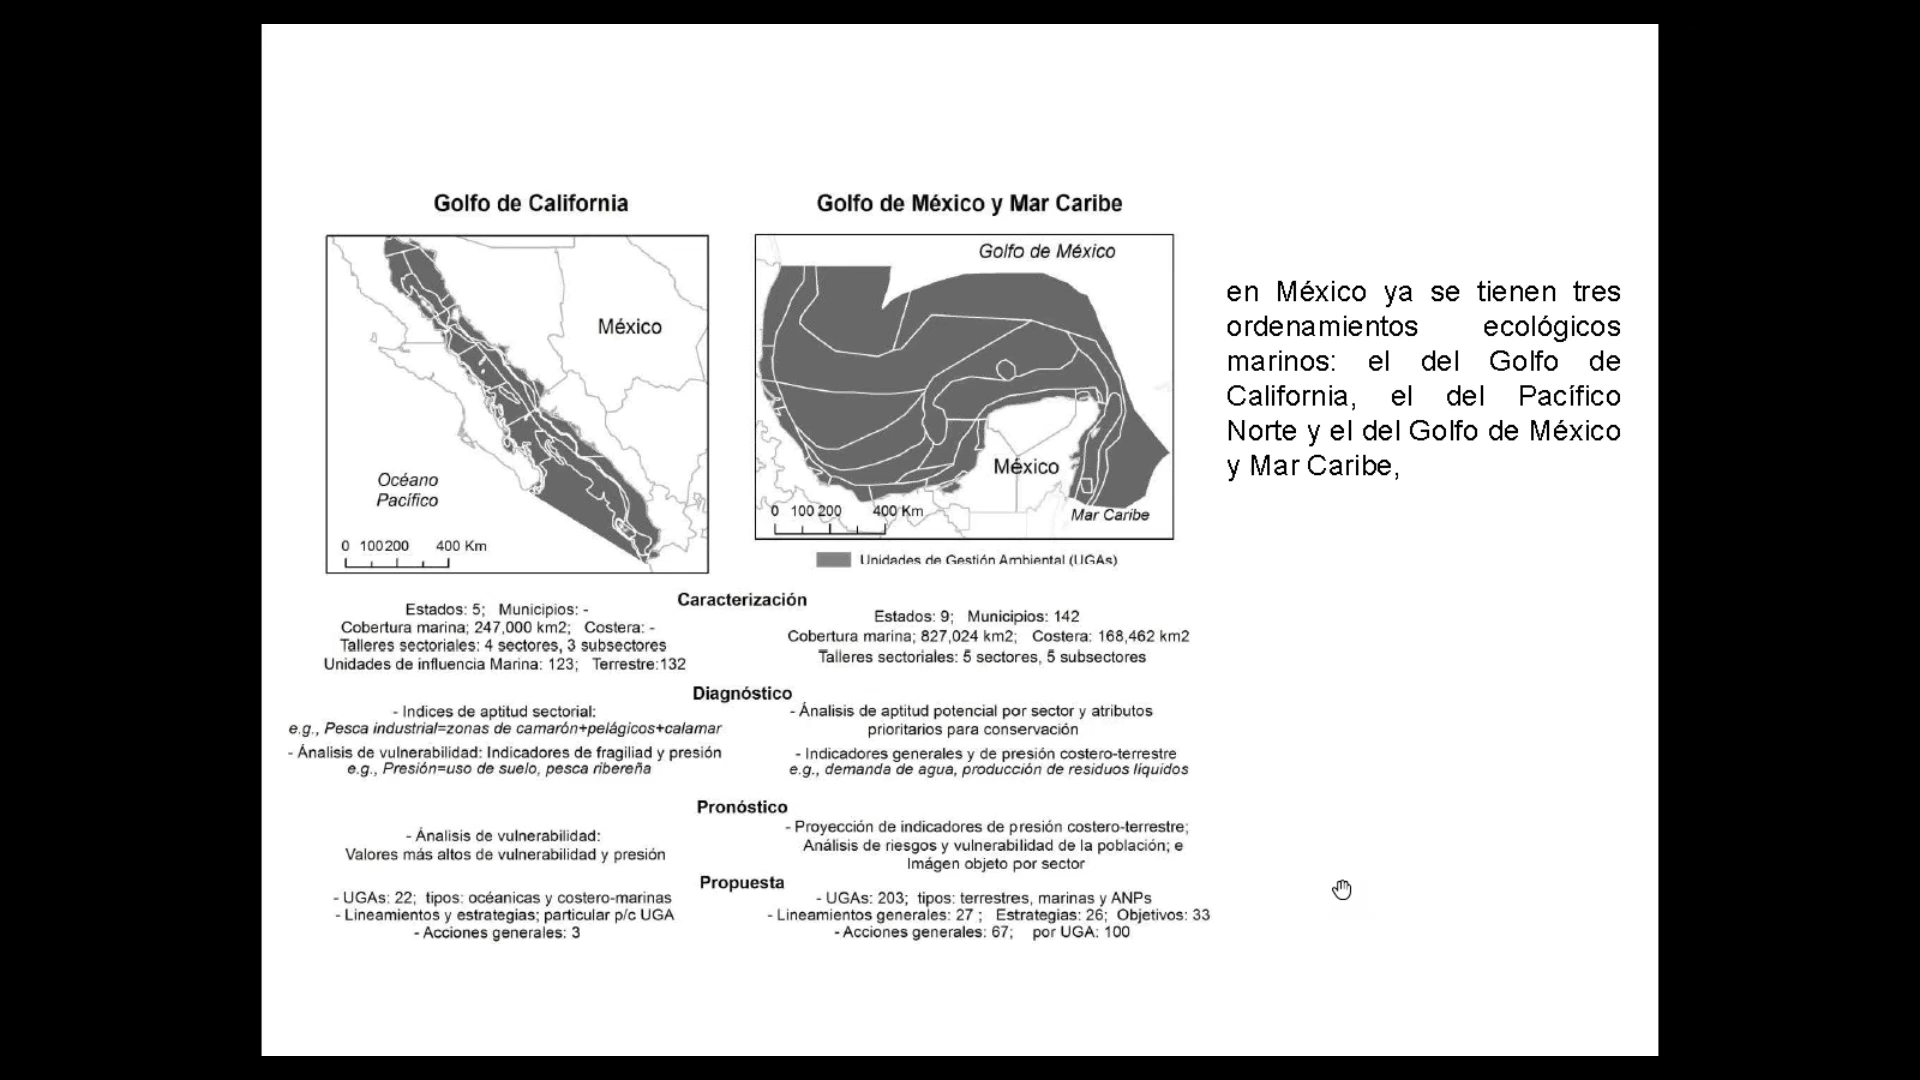 Golfo de California
México
Océano
Pacífico
0 100 200 400 Km
Golfo de México y Mar Caribe
Golfo de México
México
Mar Caribe
0 100 200 400 Km
Unidades de Gestión Ambiental (UGAs)
en México ya se tienen tres
ordenamientos ecológicos
marinos: el del Golfo de
California, el del Pacífico
Norte y el del Golfo de México
y Mar Caribe,
Caracterización
Estados: 5; Municipios: -
Cobertura marina; 247,000 km2; Costera: -
Talleres sectoriales: 4 sectores, 3 subsectores
Unidades de influencia Marina: 123; Terrestre:132
Estados: 9; Municipios: 142
Cobertura marina; 827,024 km2; Costera: 168,462 km2
Talleres sectoriales: 5 sectores, 5 subsectores
Diagnóstico
- Indices de aptitud sectorial:
e.g., Pesca industrial=zonas de camarón+pelágicos+calamar
- Ánalisis de vulnerabilidad: Indicadores de fragiliad y presión
e.g., Presión=uso de suelo, pesca ribereña
- Ánalisis de aptitud potencial por sector y atributos
prioritarios para conservación
- Indicadores generales y de presión costero-terrestre
e.g., demanda de agua, producción de residuos líquidos
Pronóstico
- Ánalisis de vulnerabilidad:
Valores más altos de vulnerabilidad y presión
- Proyección de indicadores de presión costero-terrestre;
Análisis de riesgos y vulnerabilidad de la población; e
Imágen objeto por sector
Propuesta
- UGAs: 22; tipos: océanicas y costero-marinas
- Lineamientos y estrategias; particular p/c UGA
- Acciones generales: 3
- UGAs: 203; tipos: terrestres, marinas y ANPs
- Lineamientos generales: 27 ; Estrategias: 26; Objetivos: 33
- Acciones generales: 67; por UGA: 100